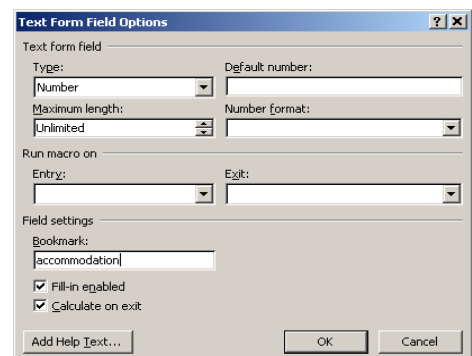 Text Form Field Options
Text form field
Type: Default number:
Number
Maximum length: Number format:
Unlimited
Run macro on
Entry: Exit:
Field settings
Bookmark:
accommodation
Fill-in enabled
Calculate on exit
Add Help Text... OK Cancel